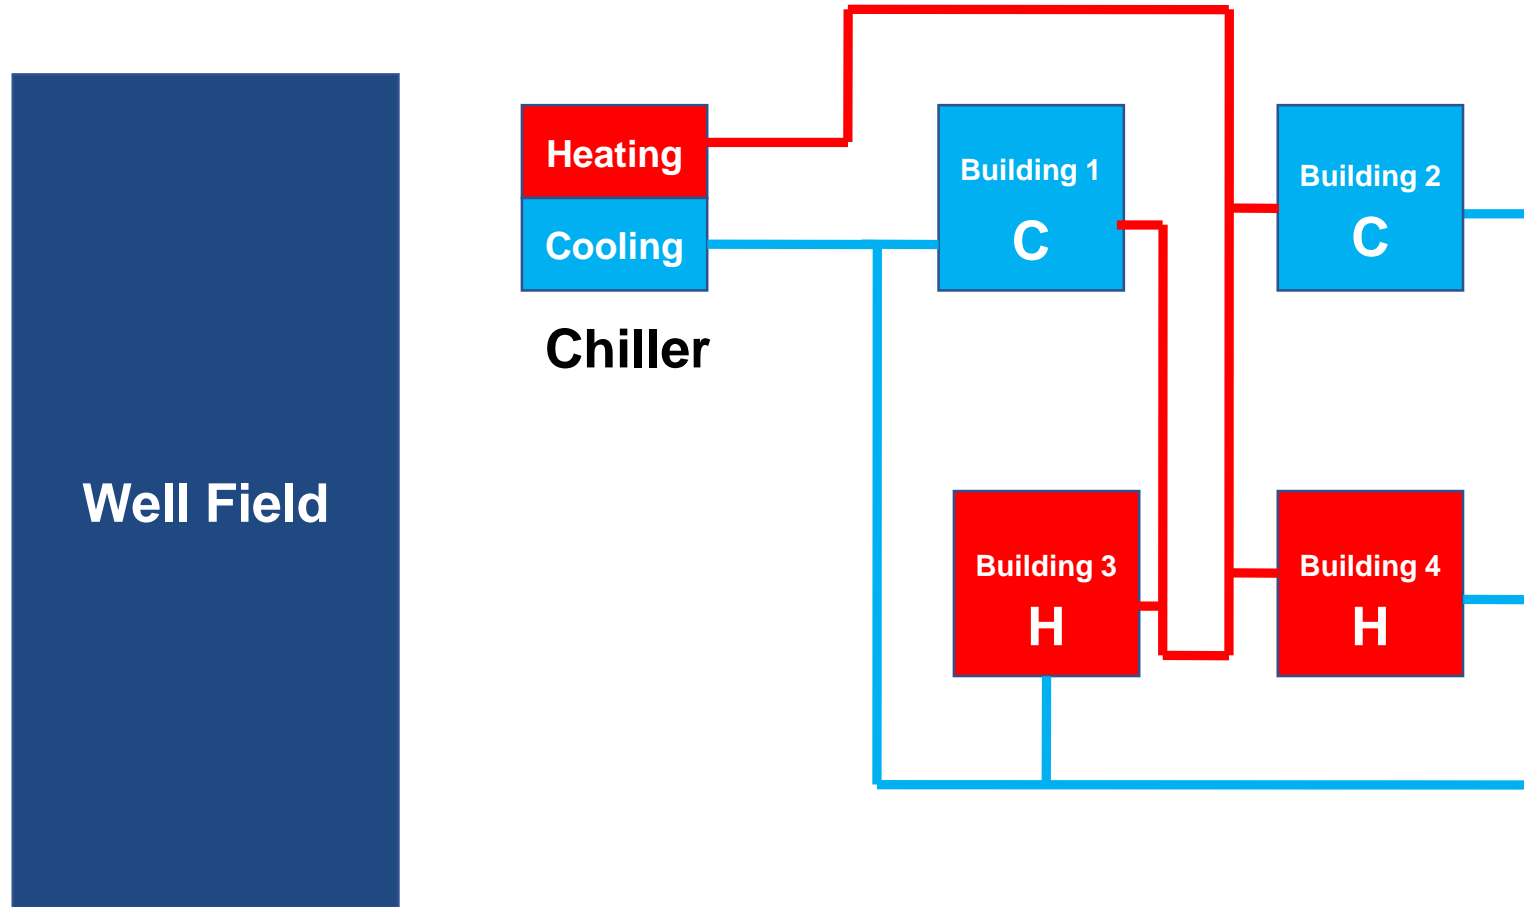 Heating
Cooling
Chiller
Well Field
Building 1
C
Building 2
C
Building 3
H
Building 4
H